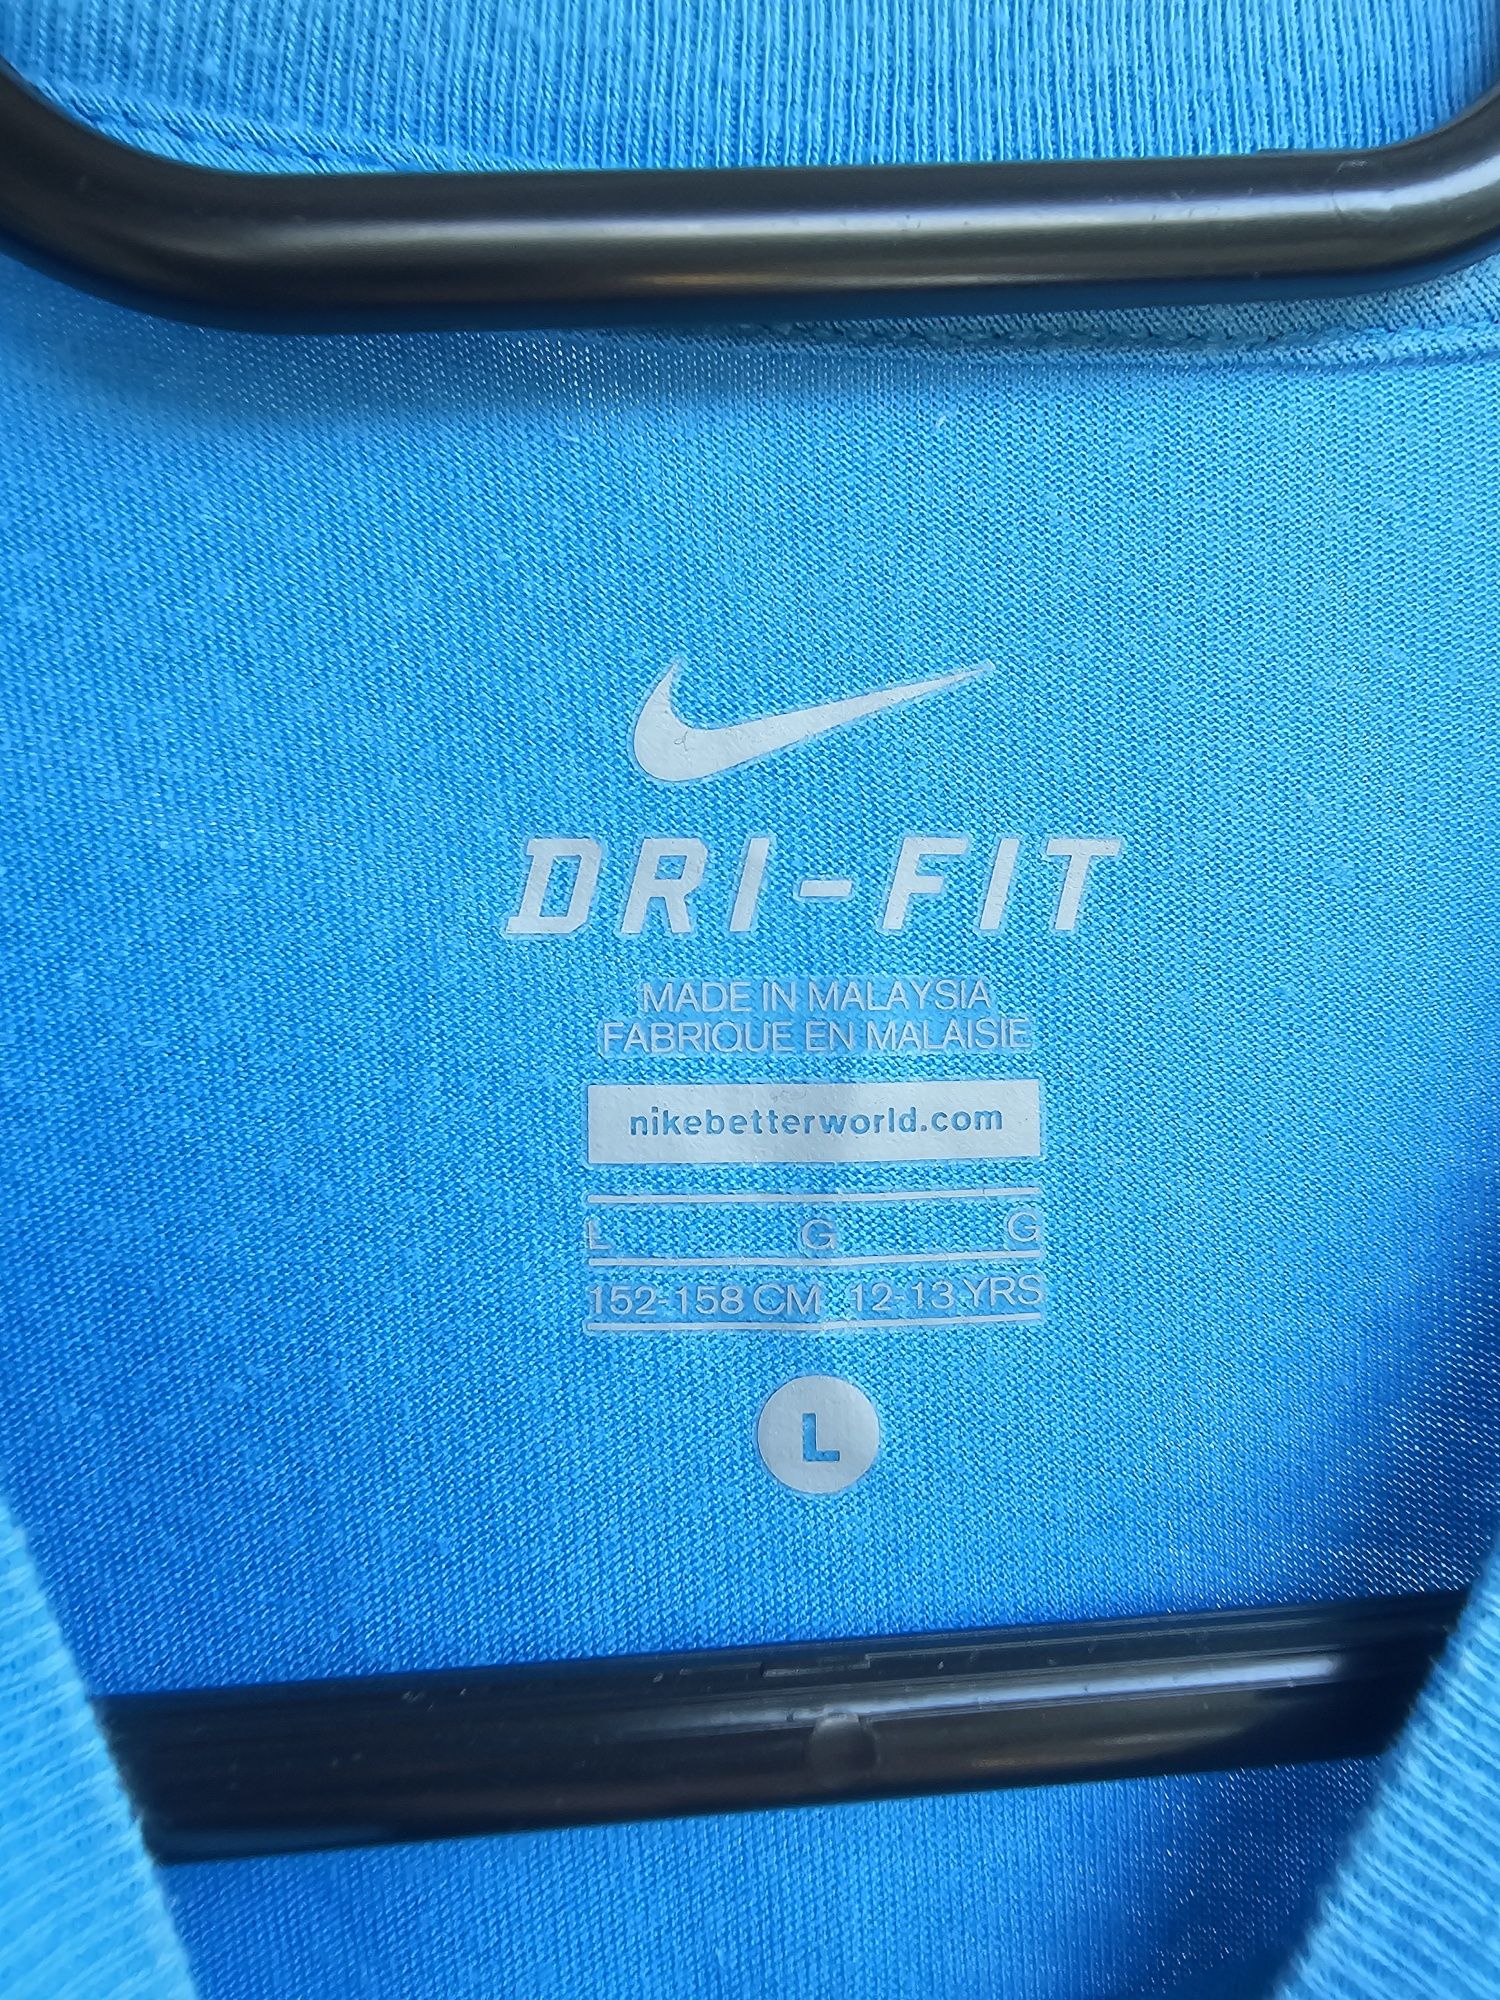 DRI-FIT
MADE IN MALAYSIA
FABRIQUE EN MALAISIE
nikebetterworld.com
L G G
152-158 CM 12-13 YRS
L